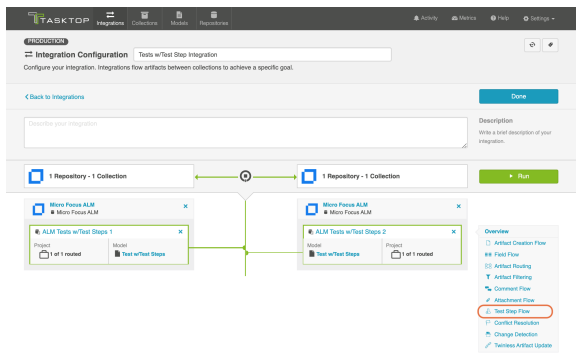 TASKTOP
Integrations
Collections
Models
Repositories
Activity
Metrics
Help
Settings
PRODUCTION
Integration Configuration
Tests w/Test Step Integration
Configure your integration. Integrations flow artifacts between collections to achieve a specific goal.
Back to Integrations
Done
Describe your integration
Description
Write a brief description of your
integration.
1 Repository - 1 Collection
1 Repository - 1 Collection
Run
Micro Focus ALM
Micro Focus ALM
ALM Tests w/Test Steps 1
Project
Model
1 of 1 routed
Test w/Test Steps
Micro Focus ALM
Micro Focus ALM
ALM Tests w/Test Steps 2
Model
Project
Test w/Test Steps
1 of 1 routed
Overview
Artifact Creation Flow
Field Flow
Artifact Routing
Artifact Filtering
Comment Flow
Attachment Flow
Test Step Flow
Conflict Resolution
Change Detection
Twinless Artifact Update